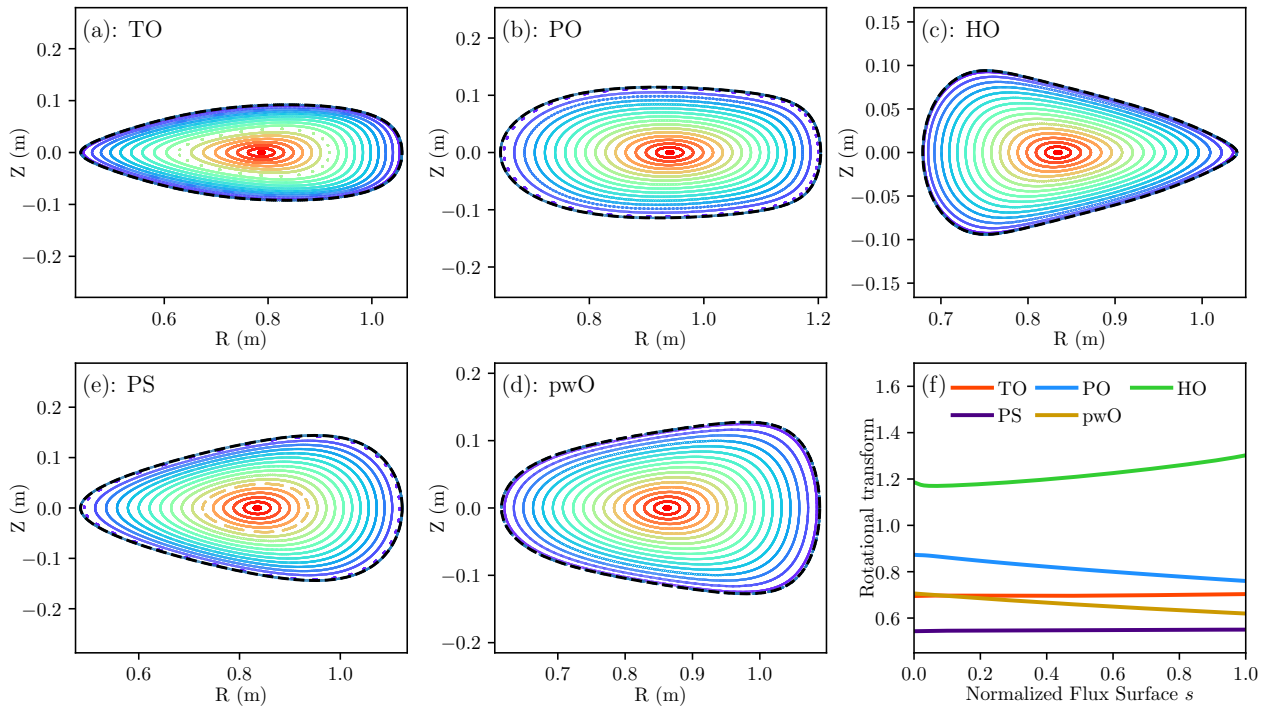 (a): TO
0.2
0.1
0.0
−0.1
−0.2
Z (m)
0.6
0.8
1.0
R (m)
(b): PO
0.2
0.1
0.0
−0.1
−0.2
Z (m)
0.8
1.0
1.2
R (m)
(c): HO
0.15
0.10
0.05
0.00
−0.05
−0.10
−0.15
Z (m)
0.7
0.8
0.9
1.0
R (m)
(e): PS
0.2
0.1
0.0
−0.1
−0.2
Z (m)
0.6
0.8
1.0
R (m)
(d): pwO
0.2
0.1
0.0
−0.1
−0.2
Z (m)
0.7
0.8
0.9
1.0
R (m)
(f)
TO
PO
HO
PS
pwO
1.6
1.4
1.2
1.0
0.8
0.6
Rotational transform
0.0
0.2
0.4
0.6
0.8
1.0
Normalized Flux Surface s